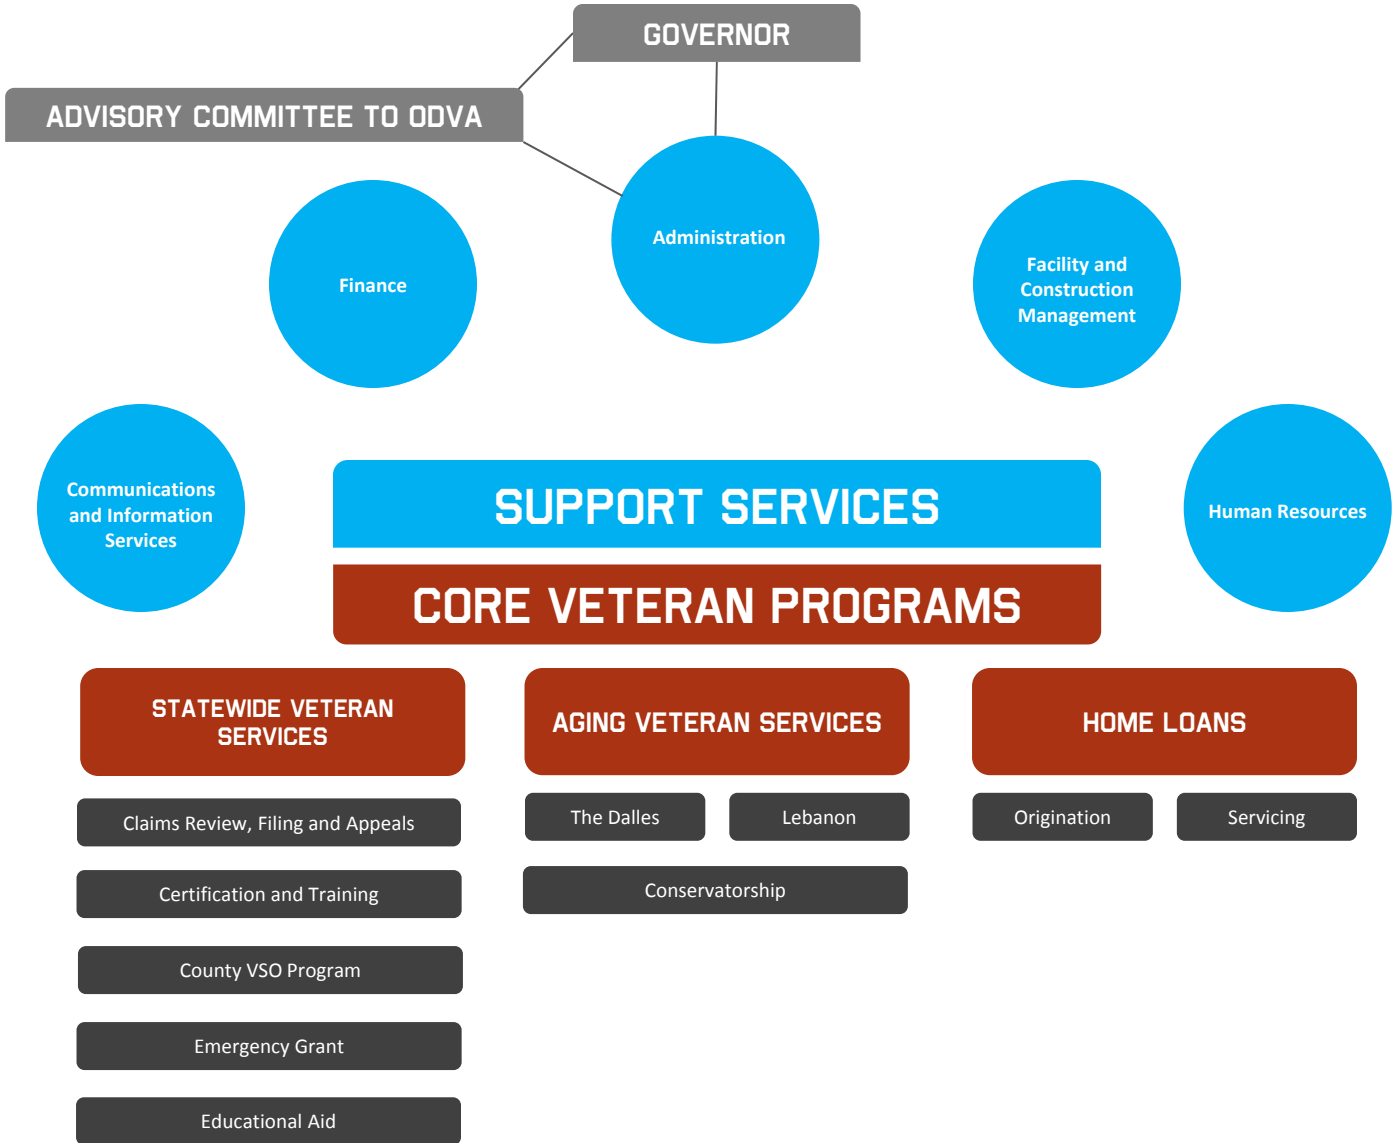 GOVERNOR
ADVISORY COMMITTEE TO ODVA
Administration
Finance
Facility and
Construction
Management
Communications
and Information
Services
Human Resources
SUPPORT SERVICES
CORE VETERAN PROGRAMS
STATEWIDE VETERAN
SERVICES
Claims Review, Filing and Appeals
Certification and Training
County VSO Program
Emergency Grant
Educational Aid
AGING VETERAN SERVICES
The Dalles
Lebanon
Conservatorship
HOME LOANS
Origination
Servicing